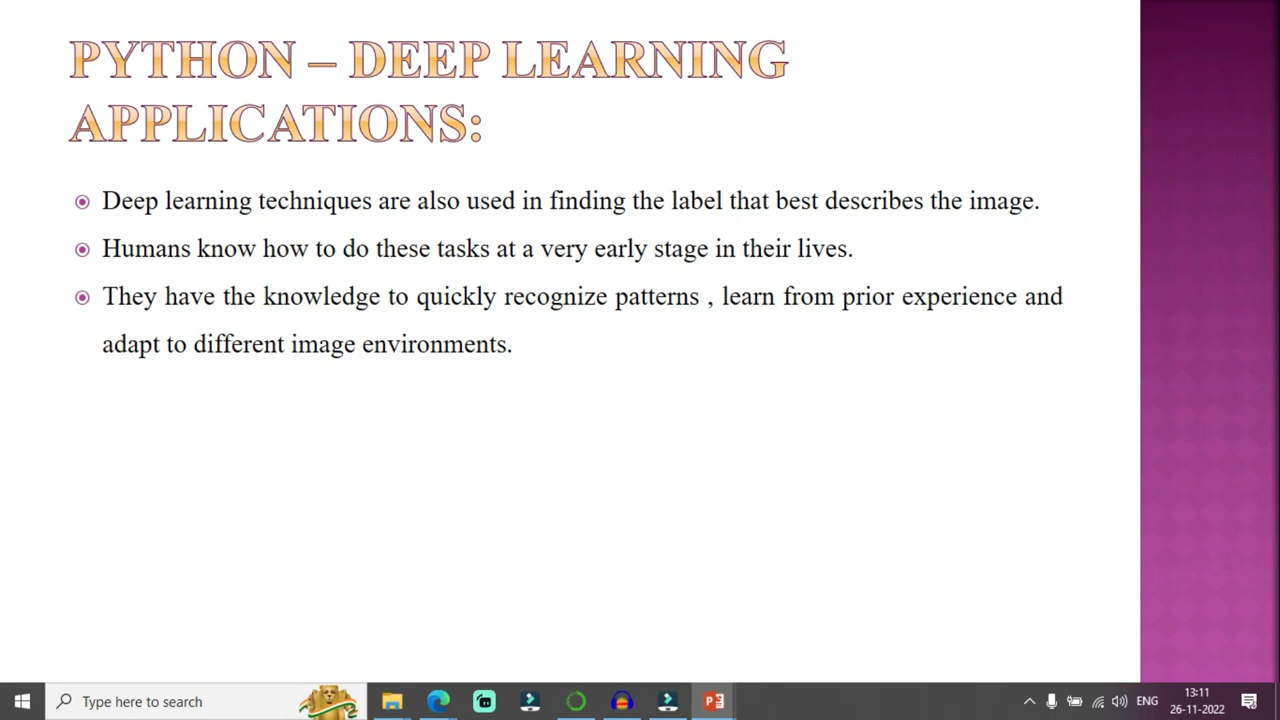 PYTHON – DEEP LEARNING
APPLICATIONS:
Deep learning techniques are also used in finding the label that best describes the image.
Humans know how to do these tasks at a very early stage in their lives.
They have the knowledge to quickly recognize patterns , learn from prior experience and
adapt to different image environments.
Type here to search
ENG
13:11
26-11-2022